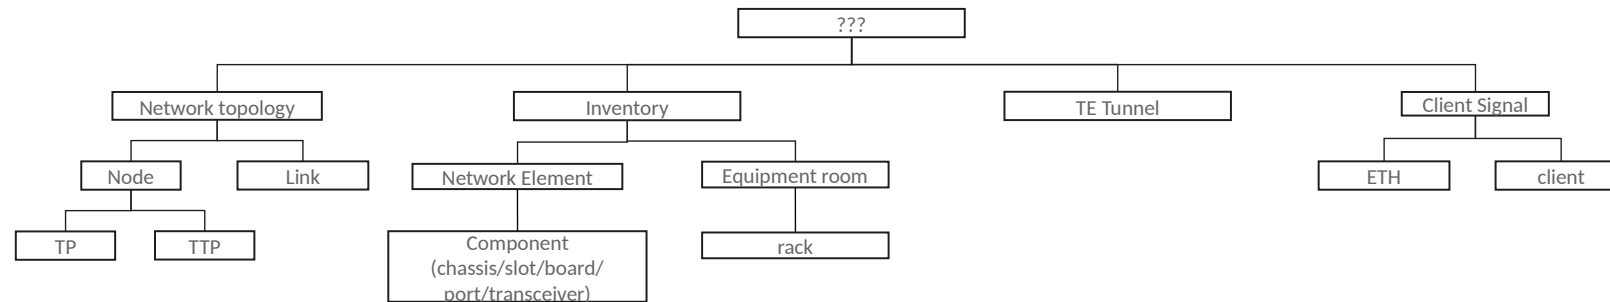 ???
Network topology
Inventory
TE Tunnel
Client Signal
Node
Link
Network Element
Equipment room
ETH
client
TP
TTP
Component
(chassis/slot/board/
port/transceiver)
rack